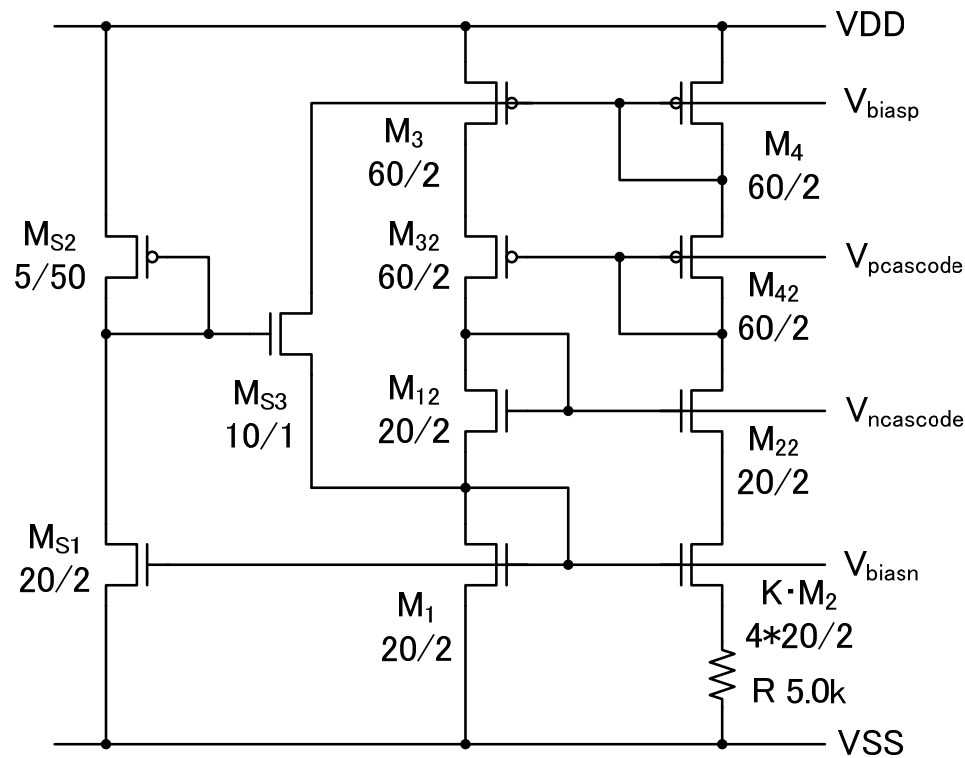 VDD
Vbiasp
M3
60/2
M4
60/2
MS2
5/50
M32
60/2
Vpcascode
M42
60/2
MS3
10/1
M12
20/2
Vncascode
M22
20/2
MS1
20/2
Vbiasn
M1
20/2
K·M2
4*20/2
R 5.0k
VSS